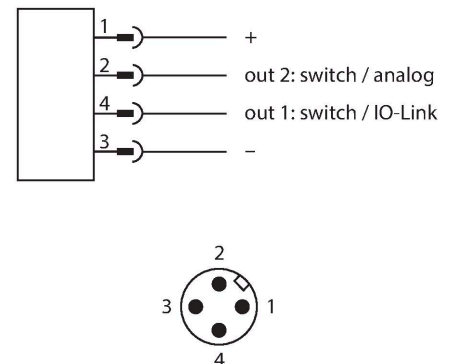 1 +
2 out 2: switch / analog
4 out 1: switch / IO-Link
3 –
2
3 1
4